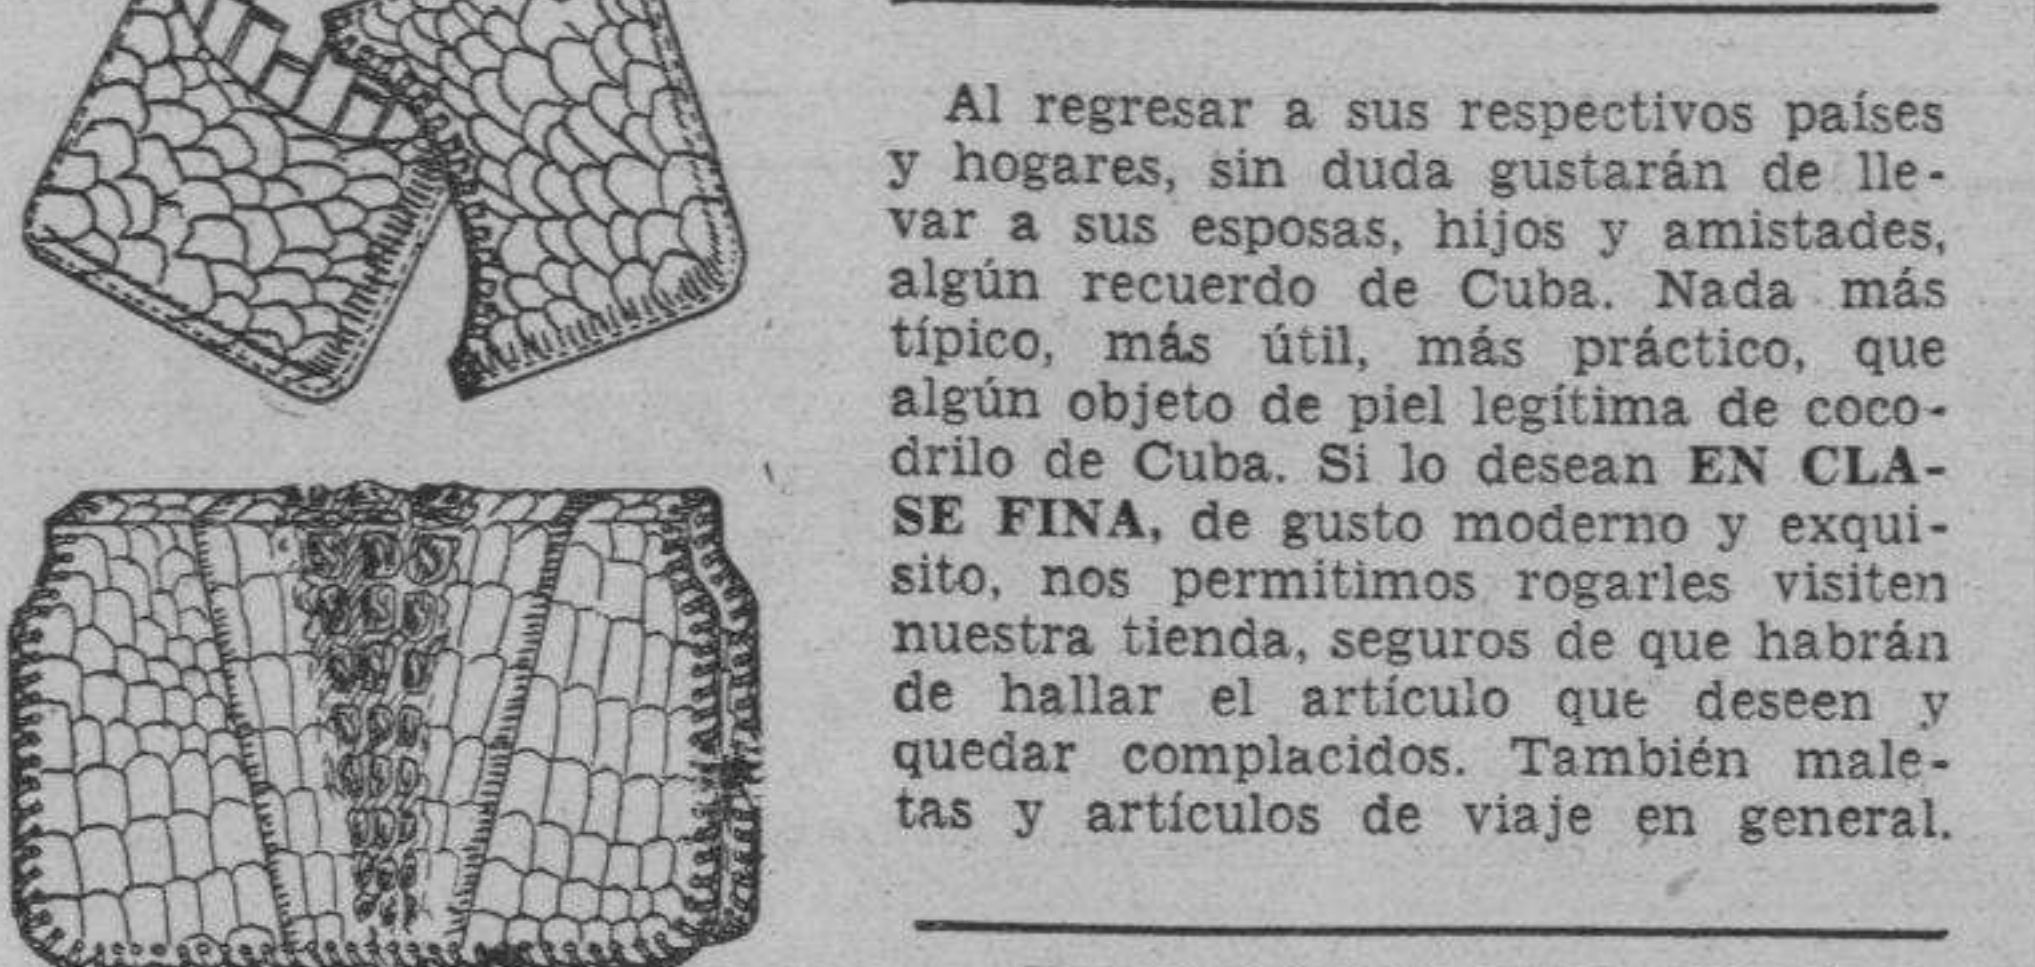 Al regresar a sus respectivos países
y hogares, sin duda gustarán de lle-
var a sus esposas, hijos y amistades,
algún recuerdo de Cuba. Nada más
típico, más útil, más práctico, que
algún objeto de piel legítima de coco-
drilo de Cuba. Si lo desean EN CLA-
SE FINA, de gusto moderno y exqui-
sito, nos permitimos rogarles visiten
nuestra tienda, seguros de que habrán
de hallar el artículo que deseen y
quedar complacidos. También male-
tas y artículos de viaje en general.